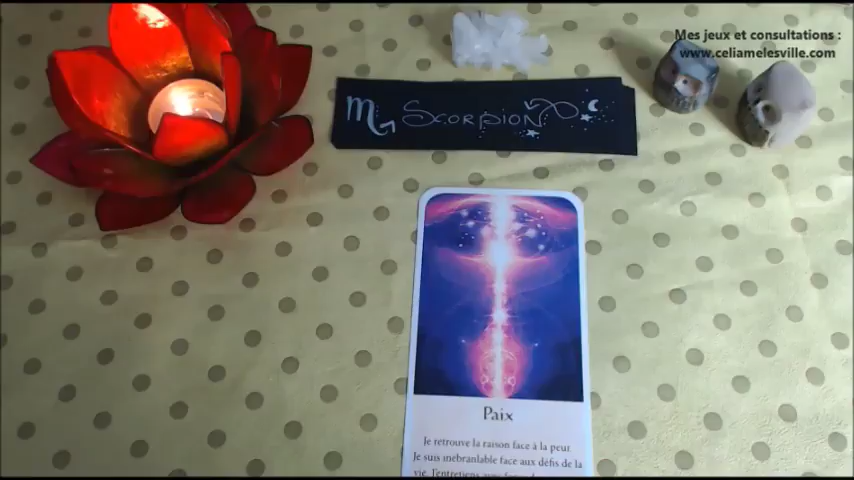 Mes jeux et consultations :
www.celiamelesville.com
♏ Scorpion
Paix
Je retrouve la raison face à la peur.
Je suis inébranlable face aux défis de la
vie.